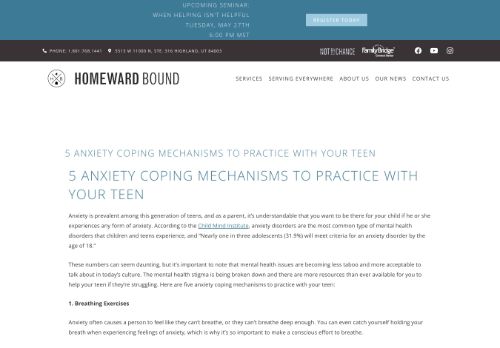 UPCOMING SEMINAR:
WHEN HELPING ISN'T HELPFUL
TUESDAY, MAY 27TH
6:00 PM MST
REGISTER TODAY
PHONE: 1.801.768.1441
5313 W 11000 N, STE. 316 HIGHLAND, UT 84003
NOT BY CHANCE
FamilyBridge
HOMEWARD BOUND
SERVICES SERVING EVERYWHERE ABOUT US OUR NEWS CONTACT US
5 ANXIETY COPING MECHANISMS TO PRACTICE WITH YOUR TEEN
5 ANXIETY COPING MECHANISMS TO PRACTICE WITH
YOUR TEEN
Anxiety is prevalent among this generation of teens, and as a parent, it's understandable that you want to be there for your child if he or she
experiences any form of anxiety. According to the Child Mind Institute, anxiety disorders are the most common type of mental health
disorders that children and teens experience, and "Nearly one in three adolescents (31.9%) will meet criteria for an anxiety disorder by the
age of 18."
These numbers can seem daunting, but it's important to note that mental health issues are becoming less taboo and more acceptable to
talk about in today's culture. The mental health stigma is being broken down and there are more resources than ever available for you to
help your teen if they're struggling. Here are five anxiety coping mechanisms to practice with your teen:
1. Breathing Exercises
Anxiety often causes a person to feel like they can't breathe, or they can't breathe deep enough. You can even catch yourself holding your
breath when experiencing feelings of anxiety, which is why it's so important to make a conscious effort to breathe.